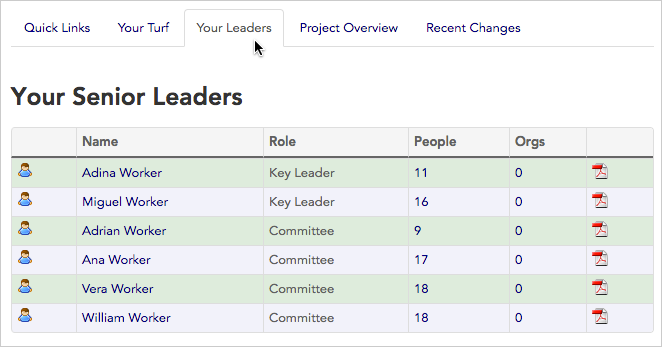 Quick Links Your Turf Your Leaders Project Overview Recent Changes
Your Senior Leaders
Name Role People Orgs
Adina Worker Key Leader 11 0
Miguel Worker Key Leader 16 0
Adrian Worker Committee 9 0
Ana Worker Committee 17 0
Vera Worker Committee 18 0
William Worker Committee 18 0